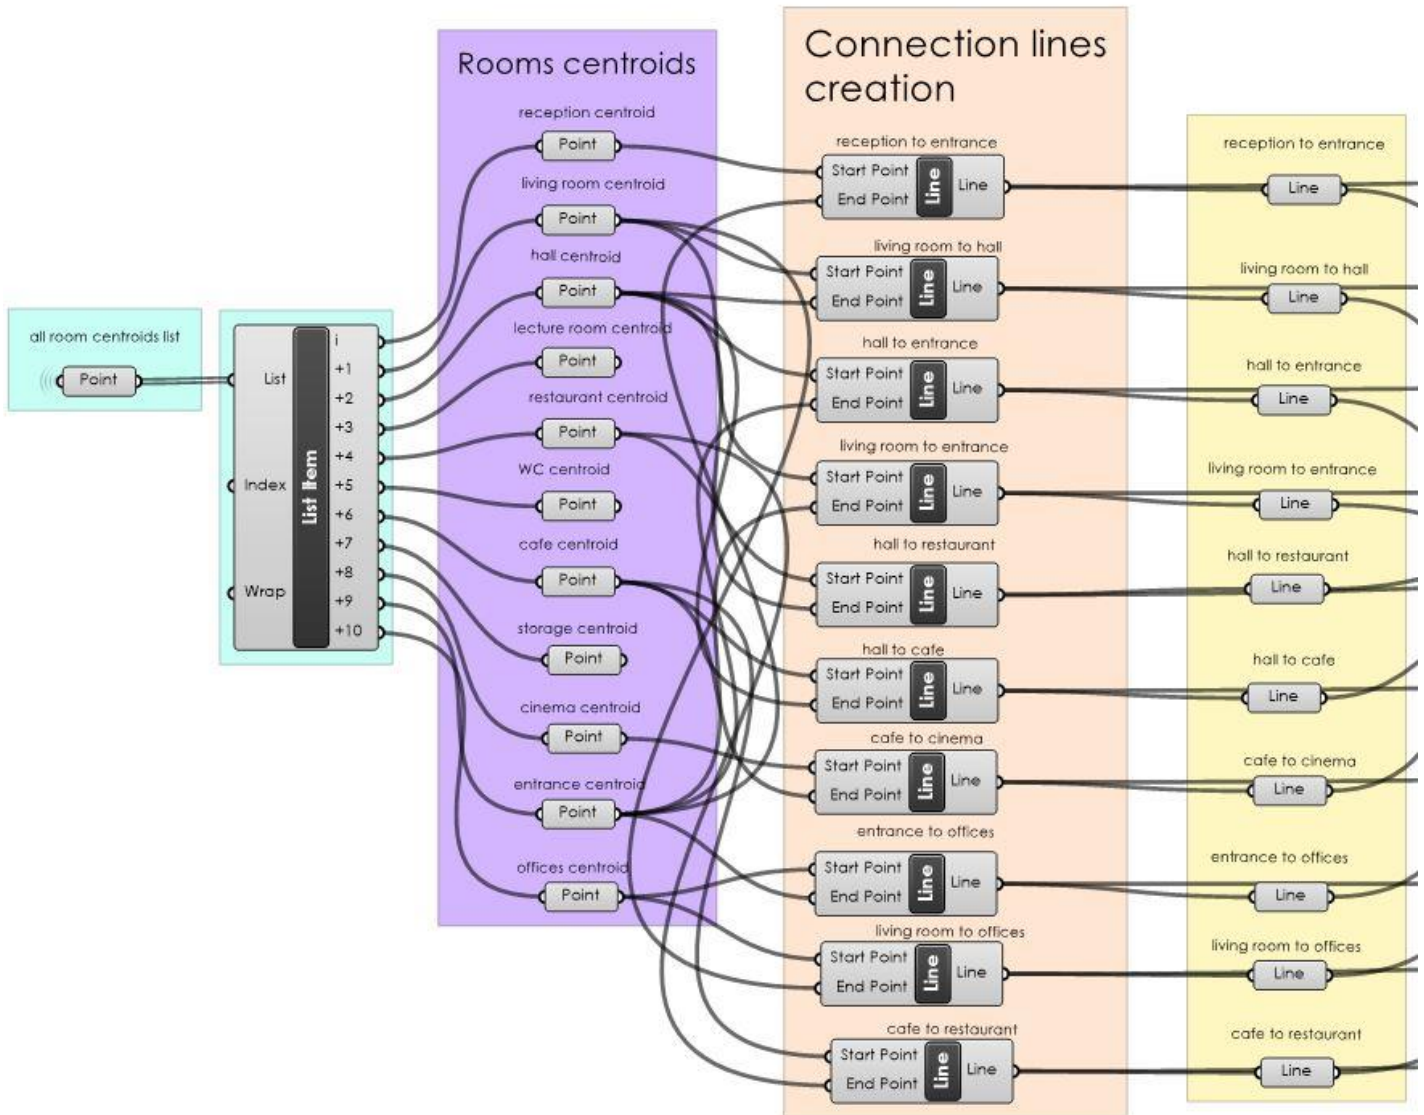 all room centroids list
Point
List
Index
Wrap
List Item
i
+1
+2
+3
+4
+5
+6
+7
+8
+9
+10
Rooms centroids
reception centroid
Point
living room centroid
Point
hall centroid
Point
lecture room centroid
Point
restaurant centroid
Point
WC centroid
Point
cafe centroid
Point
storage centroid
Point
cinema centroid
Point
entrance centroid
Point
offices centroid
Point
Connection lines
creation
reception to entrance
Start Point
End Point
Line
Line
living room to hall
Start Point
End Point
Line
Line
hall to entrance
Start Point
End Point
Line
Line
living room to entrance
Start Point
End Point
Line
Line
hall to restaurant
Start Point
End Point
Line
Line
hall to cafe
Start Point
End Point
Line
Line
cafe to cinema
Start Point
End Point
Line
Line
entrance to offices
Start Point
End Point
Line
Line
living room to offices
Start Point
End Point
Line
Line
cafe to restaurant
Start Point
End Point
Line
Line
reception to entrance
Line
living room to hall
Line
hall to entrance
Line
living room to entrance
Line
hall to restaurant
Line
hall to cafe
Line
cafe to cinema
Line
entrance to offices
Line
living room to offices
Line
cafe to restaurant
Line